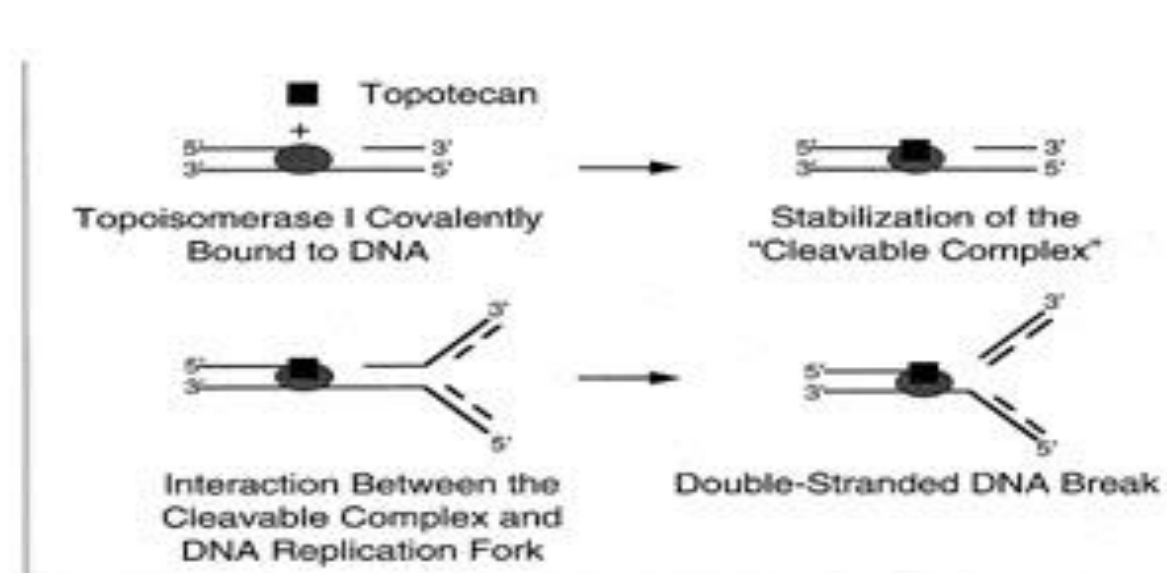 Topotecan
+
5' 3'
3' 5'
Topoisomerase I Covalently
Bound to DNA
5' 3'
3' 5'
Stabilization of the
"Cleavable Complex"
3'
5'
3'
5'
Interaction Between the
Cleavable Complex and
DNA Replication Fork
3'
5'
3'
5'
Double-Stranded DNA Break